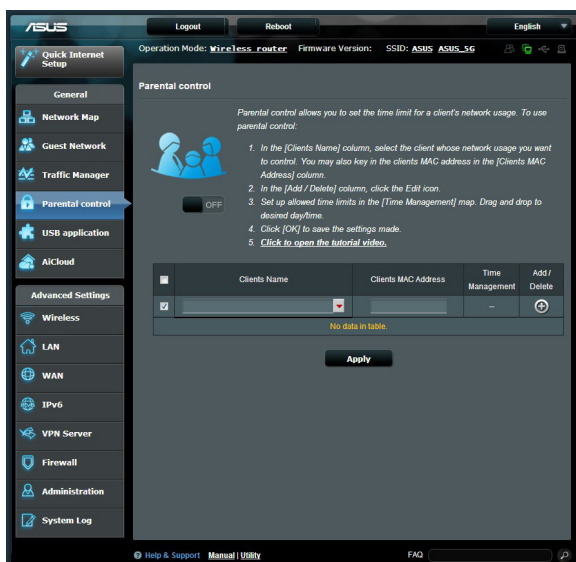 ASUS
Logout
Reboot
English
Quick Internet
Setup
Operation Mode: Wireless router Firmware Version: SSID: ASUS ASUS_5G
General
Network Map
Guest Network
Traffic Manager
Parental control
USB application
AiCloud
Advanced Settings
Wireless
LAN
WAN
IPv6
VPN Server
Firewall
Administration
System Log
Parental control
Parental control allows you to set the time limit for a client's network usage. To use
parental control:
1. In the [Clients Name] column, select the client whose network usage you want
to control. You may also key in the clients MAC address in the [Clients MAC
Address] column.
2. In the [Add / Delete] column, click the Edit icon.
3. Set up allowed time limits in the [Time Management] map. Drag and drop to
desired day/time.
4. Click [OK] to save the settings made.
5. Click to open the tutorial video.
OFF
Clients Name
Clients MAC Address
Time
Management
Add /
Delete
--
No data in table.
Apply
Help & Support Manual | Utility
FAQ